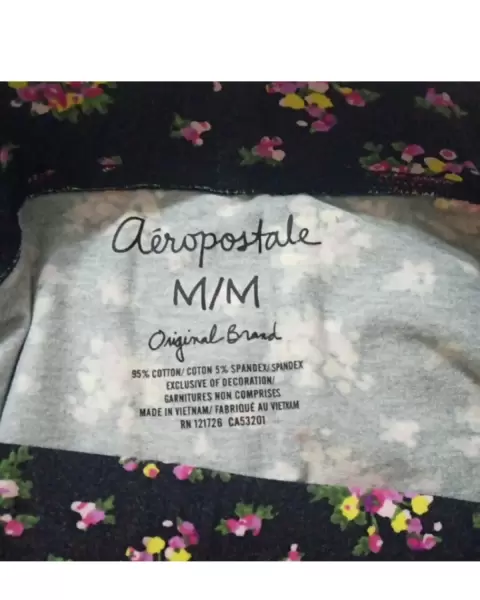 aéropostale
M/M
Original Brand
95% COTTON/ COTON 5% SPANDEX/ SPINDEX
EXCLUSIVE OF DECORATION/
GARNITURES NON COMPRISES
MADE IN VIETNAM/ FABRIQUÉ AU VIETNAM
RN 121726 CA53201